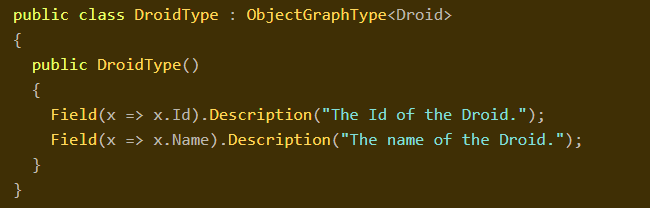 public class DroidType : ObjectGraphType<Droid>
{
  public DroidType()
  {
    Field(x => x.Id).Description("The Id of the Droid.");
    Field(x => x.Name).Description("The name of the Droid.");
  }
}